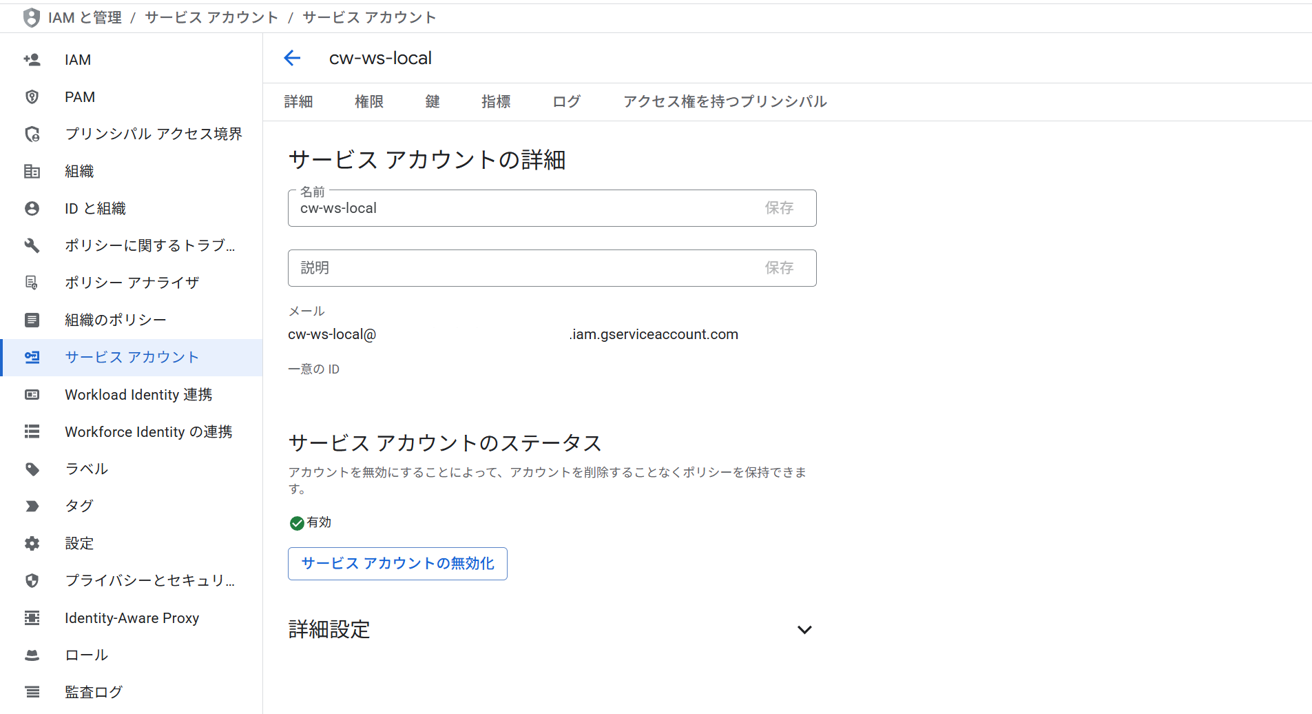 IAM と管理 / サービス アカウント / サービス アカウント
IAM
PAM
プリンシパル アクセス境界
組織
ID と組織
ポリシーに関するトラブ...
ポリシー アナライザ
組織のポリシー
サービス アカウント
Workload Identity 連携
Workforce Identity の連携
ラベル
タグ
設定
プライバシーとセキュリ...
Identity-Aware Proxy
ロール
監査ログ
cw-ws-local
詳細 権限 鍵 指標 ログ アクセス権を持つプリンシパル
サービス アカウントの詳細
名前
cw-ws-local 保存
説明 保存
メール
cw-ws-local@ .iam.gserviceaccount.com
一意の ID
サービス アカウントのステータス
アカウントを無効にすることによって、アカウントを削除することなくポリシーを保持できま
す。
有効
サービス アカウントの無効化
詳細設定